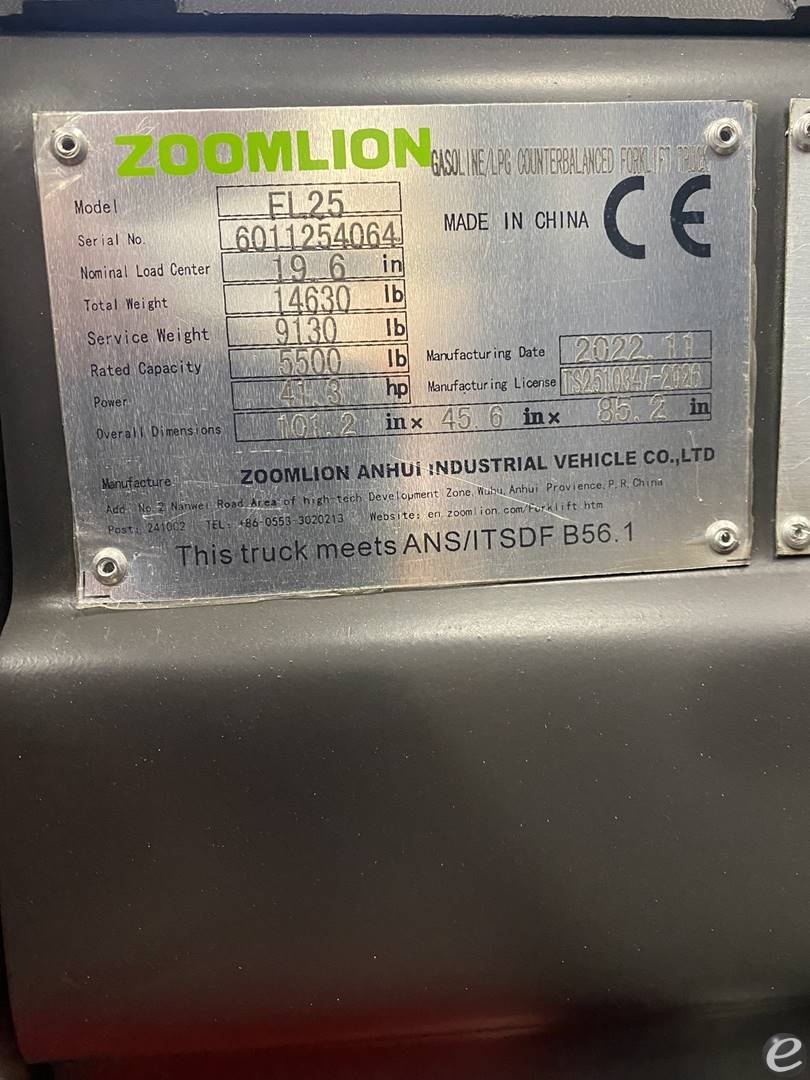 ZOOMLION GASOLINE/LPG COUNTERBALANCED FORKLIFT TRUCK
Model FL25
MADE IN CHINA CE
Serial No. 6011254064
Nominal Load Center 19.6 in
Total Weight 14630 lb
Service Weight 9130 lb
Rated Capacity 5500 lb Manufacturing Date 2022.11
Power 41.3 hp Manufacturing License TS2510347-2926
Overall Dimensions 101.2 in× 45.6 in× 85.2 in
Manufacture ZOOMLION ANHUI INDUSTRIAL VEHICLE CO.,LTD
Add. No.2 Nanwei Road Area of high-tech Development Zone, Wuhu, Anhui Provience, P.R.China
Post: 241002 TEL: +86-0553-3020213 Website: en.zoomlion.com/Forklift.htm
This truck meets ANS/ITSDF B56.1
e